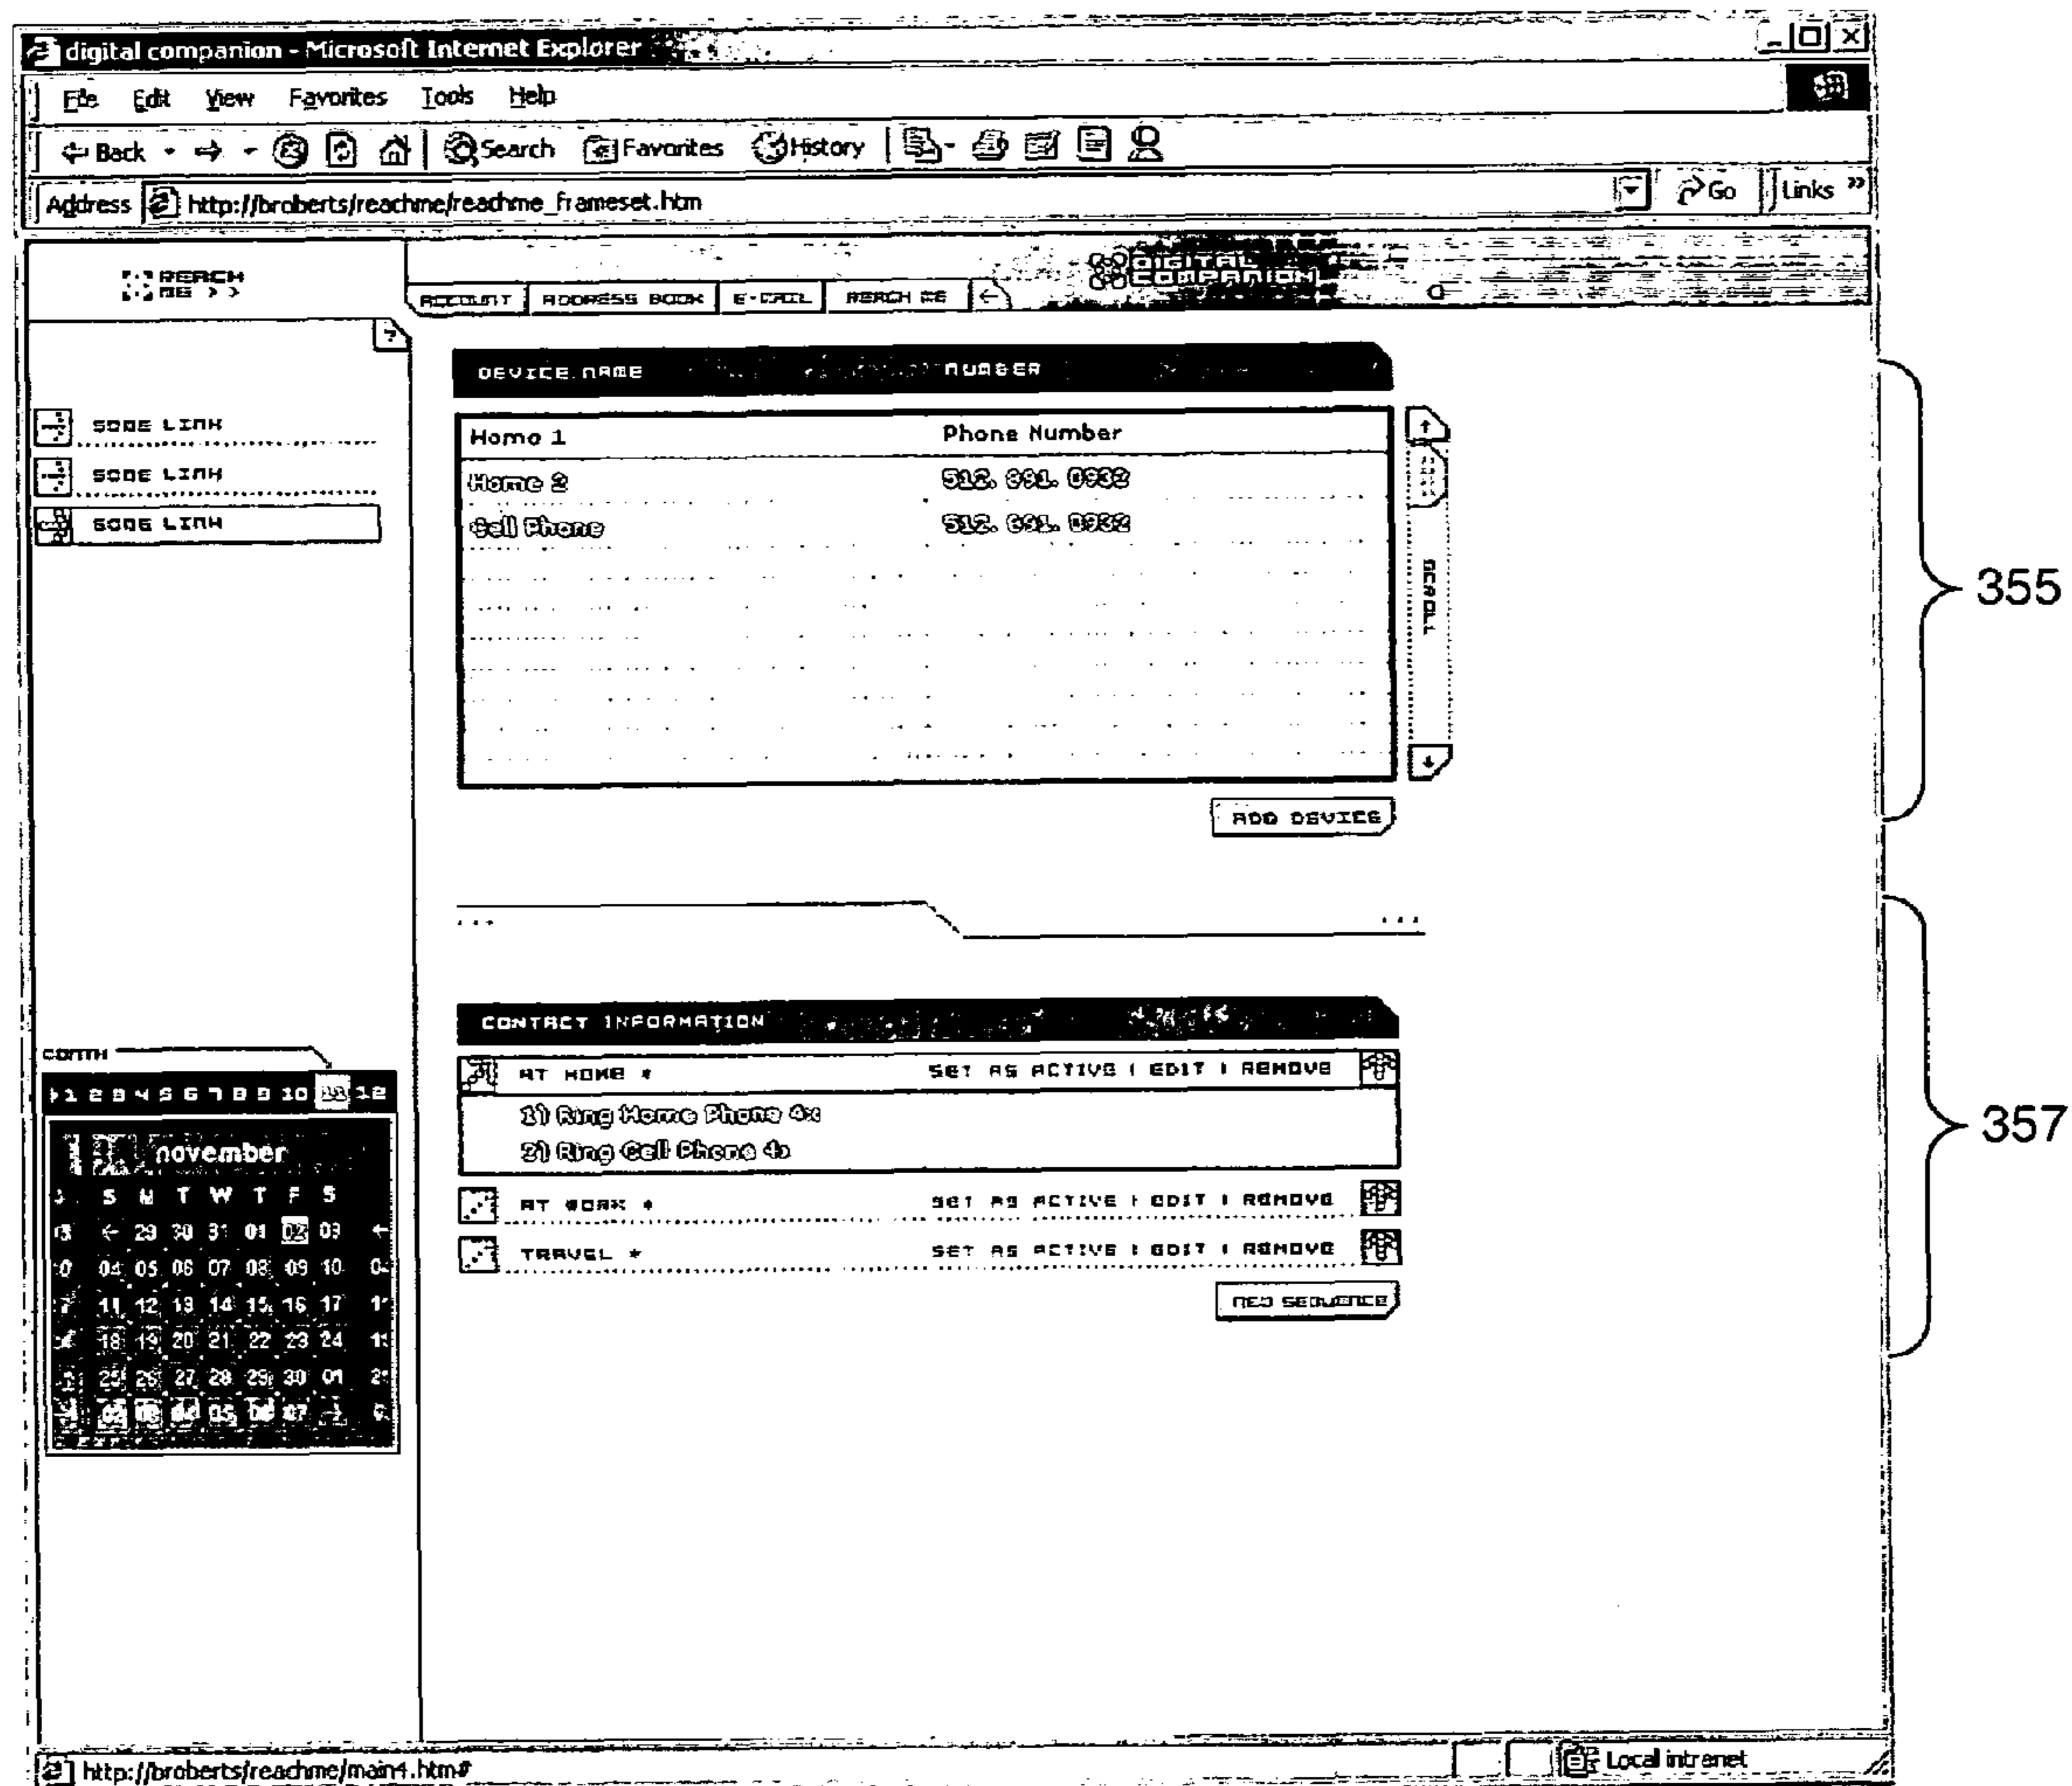 digital companion - Microsoft Internet Explorer
File Edit View Favorites Tools Help
Back Search Favorites History
Address http://broberts/reachme/reachme_frameset.htm Go Links »
REACH
ME > >
DIGITAL
COMPANION
ACCOUNT ADDRESS BOOK E-MAIL REACH ME ←
?
DEVICE NAME NUMBER
SOME LINK
SOME LINK
SOME LINK
Home 1 Phone Number
Home 2 512. 891. 0932
Cell Phone 512. 891. 0932
SCROLL
355
ADD DEVICE
...
...
CONTACT INFORMATION
AT HOME * SET AS ACTIVE | EDIT | REMOVE
1) Ring Home Phone 4x
2) Ring Cell Phone 4x
AT WORK * SET AS ACTIVE | EDIT | REMOVE
TRAVEL * SET AS ACTIVE | EDIT | REMOVE
NEW SEQUENCE
357
MONTH
1 2 3 4 5 6 7 8 9 10 11 12
november
S M T W T F S
← 29 30 31 01 02 03 ←
04 05 06 07 08 09 10
11 12 13 14 15 16 17
18 19 20 21 22 23 24
25 26 27 28 29 30 01
02 03 04 05 06 07
http://broberts/reachme/main4.htm# Local intranet